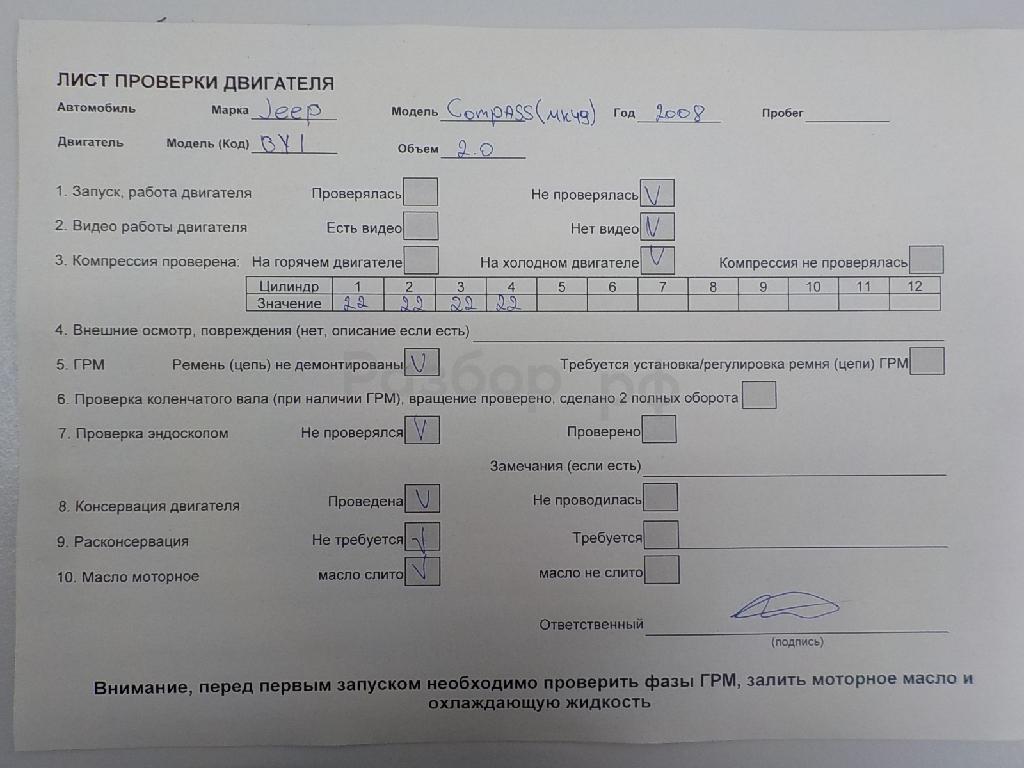 ЛИСТ ПРОВЕРКИ ДВИГАТЕЛЯ
Автомобиль Марка Jeep Модель CompASS(мк49) Год 2008 Пробег
Двигатель Модель (Код) BY1 Объем 2.0
1. Запуск, работа двигателя Проверялась Не проверялась V
2. Видео работы двигателя Есть видео Нет видео V
3. Компрессия проверена: На горячем двигателе На холодном двигателе V Компрессия не проверялась
Цилиндр 1 2 3 4 5 6 7 8 9 10 11 12
Значение 22 22 22 22
4. Внешние осмотр, повреждения (нет, описание если есть)
5. ГРМ Ремень (цепь) не демонтированы V Требуется установка/регулировка ремня (цепи) ГРМ
Разбор.рф
6. Проверка коленчатого вала (при наличии ГРМ), вращение проверено, сделано 2 полных оборота
7. Проверка эндоскопом Не проверялся V Проверено
Замечания (если есть)
8. Консервация двигателя Проведена V Не проводилась
9. Расконсервация Не требуется V Требуется
10. Масло моторное масло слито V масло не слито
Ответственный
(подпись)
Внимание, перед первым запуском необходимо проверить фазы ГРМ, залить моторное масло и
охлаждающую жидкость